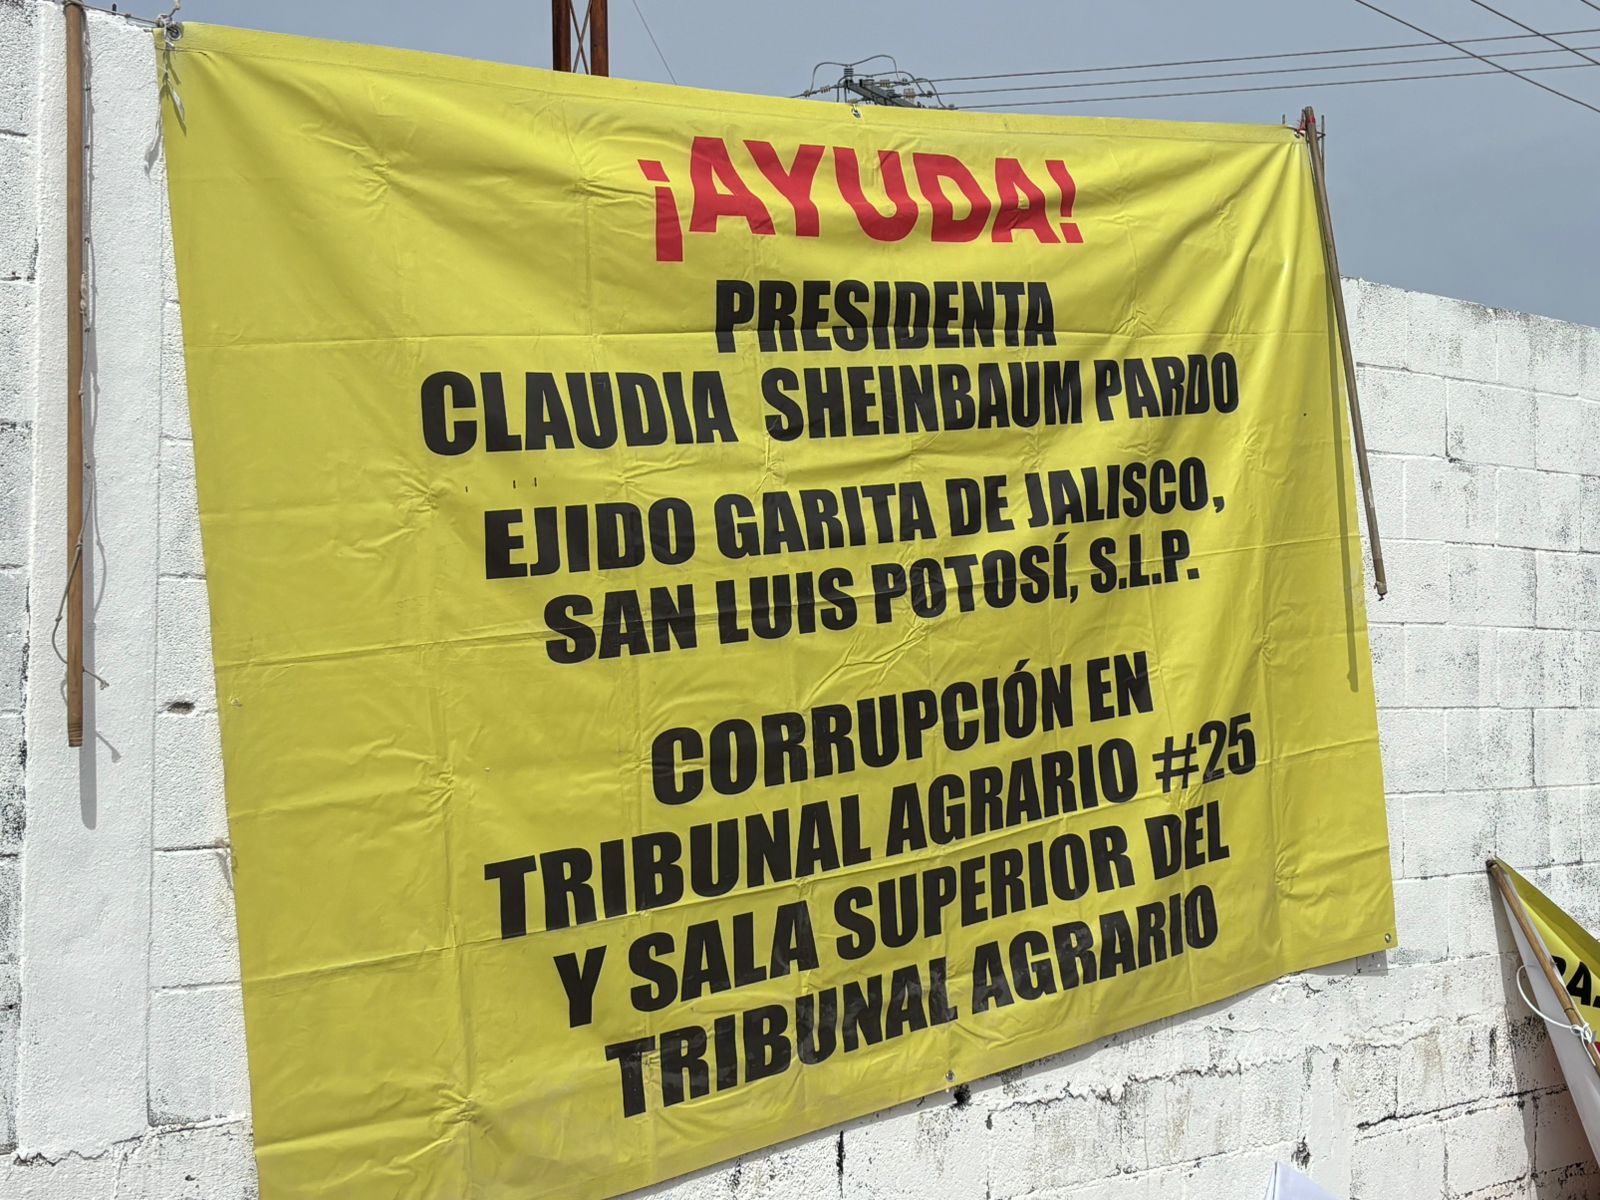 ¡AYUDA!
PRESIDENTA
CLAUDIA SHEINBAUM PARDO
EJIDO GARITA DE JALISCO,
SAN LUIS POTOSÍ, S.L.P.
CORRUPCIÓN EN
TRIBUNAL AGRARIO #25
Y SALA SUPERIOR DEL
TRIBUNAL AGRARIO